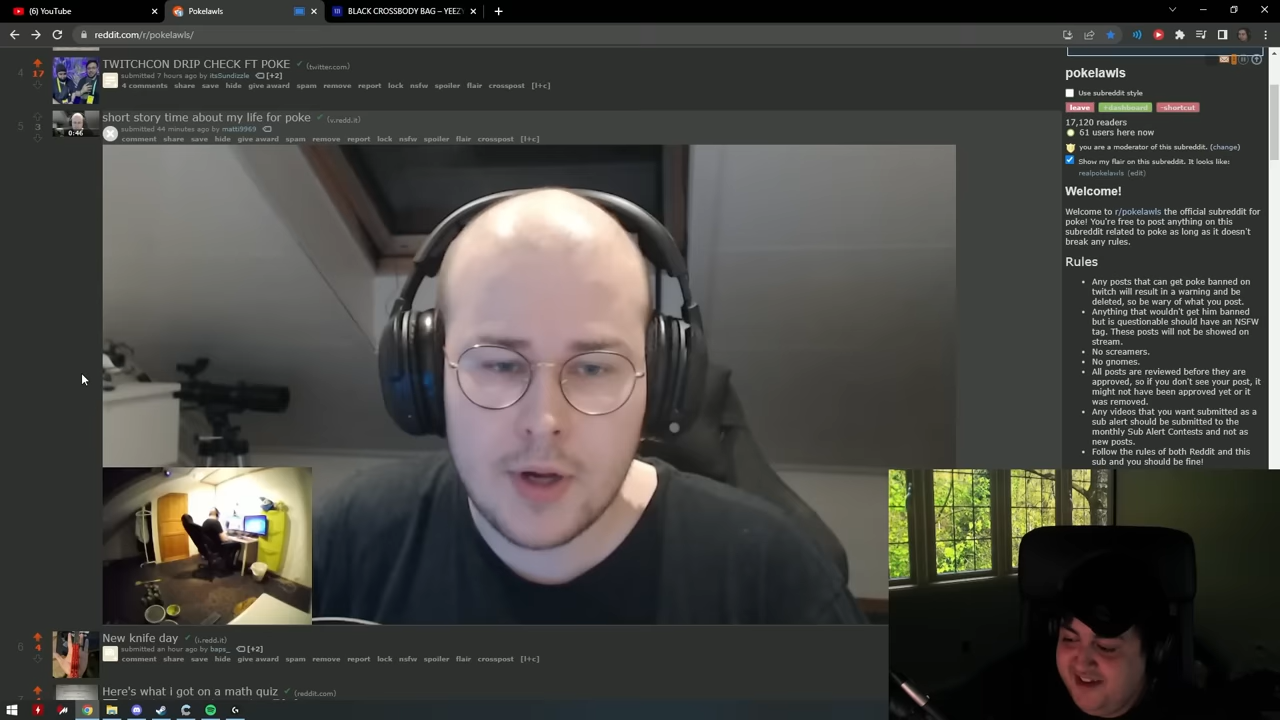 (6) YouTube
Pokelawls
BLACK CROSSBODY BAG – YEEZY
reddit.com/r/pokelawls/
4
17
TWITCHCON DRIP CHECK FT POKE (twitter.com)
submitted 7 hours ago by itsSundizzle [+2]
4 comments share save hide give award spam remove report lock nsfw spoiler flair crosspost [l+c]
5
3
0:46
short story time about my life for poke (v.redd.it)
submitted 44 minutes ago by matti9969
comment share save hide give award spam remove report lock nsfw spoiler flair crosspost [l+c]
6
4
New knife day (i.redd.it)
submitted an hour ago by baps_ [+2]
comment share save hide give award spam remove report lock nsfw spoiler flair crosspost [l+c]
Here's what i got on a math quiz (reddit.com)
pokelawls
Use subreddit style
leave +dashboard -shortcut
17,120 readers
61 users here now
you are a moderator of this subreddit. (change)
Show my flair on this subreddit. It looks like:
realpokelawls (edit)
Welcome!
Welcome to r/pokelawls the official subreddit for
poke! You're free to post anything on this
subreddit related to poke as long as it doesn't
break any rules.
Rules
Any posts that can get poke banned on
twitch will result in a warning and be
deleted, so be wary of what you post.
Anything that wouldn't get him banned
but is questionable should have an NSFW
tag. These posts will not be showed on
stream.
No screamers.
No gnomes.
All posts are reviewed before they are
approved, so if you don't see your post, it
might not have been approved yet or it
was removed.
Any videos that you want submitted as a
sub alert should be submitted to the
monthly Sub Alert Contests and not as
new posts.
Follow the rules of both Reddit and this
sub and you should be fine!